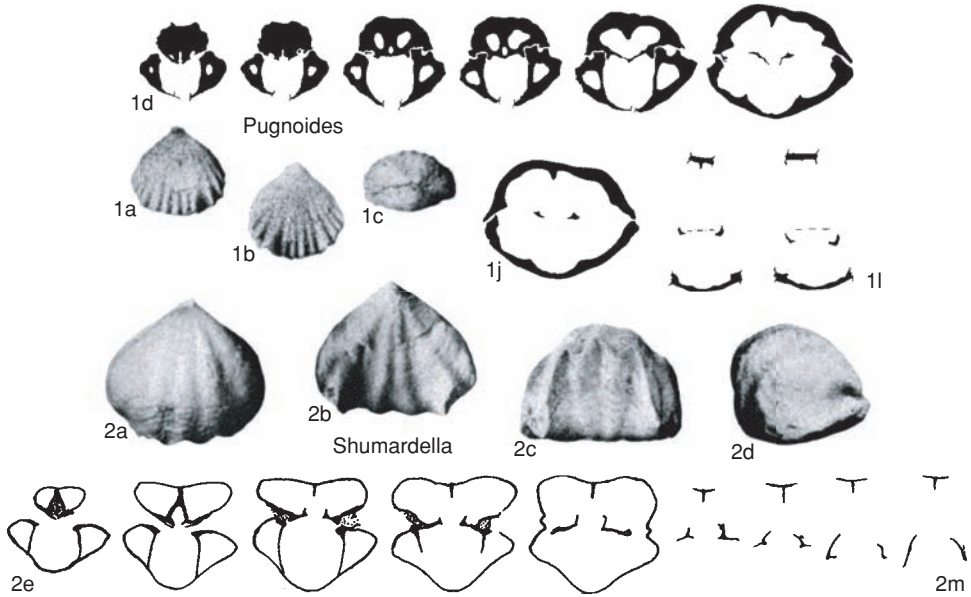 1d
Pugnoides
1a
1b
1c
1j
1l
2a
2b
Shumardella
2c
2d
2e
2m